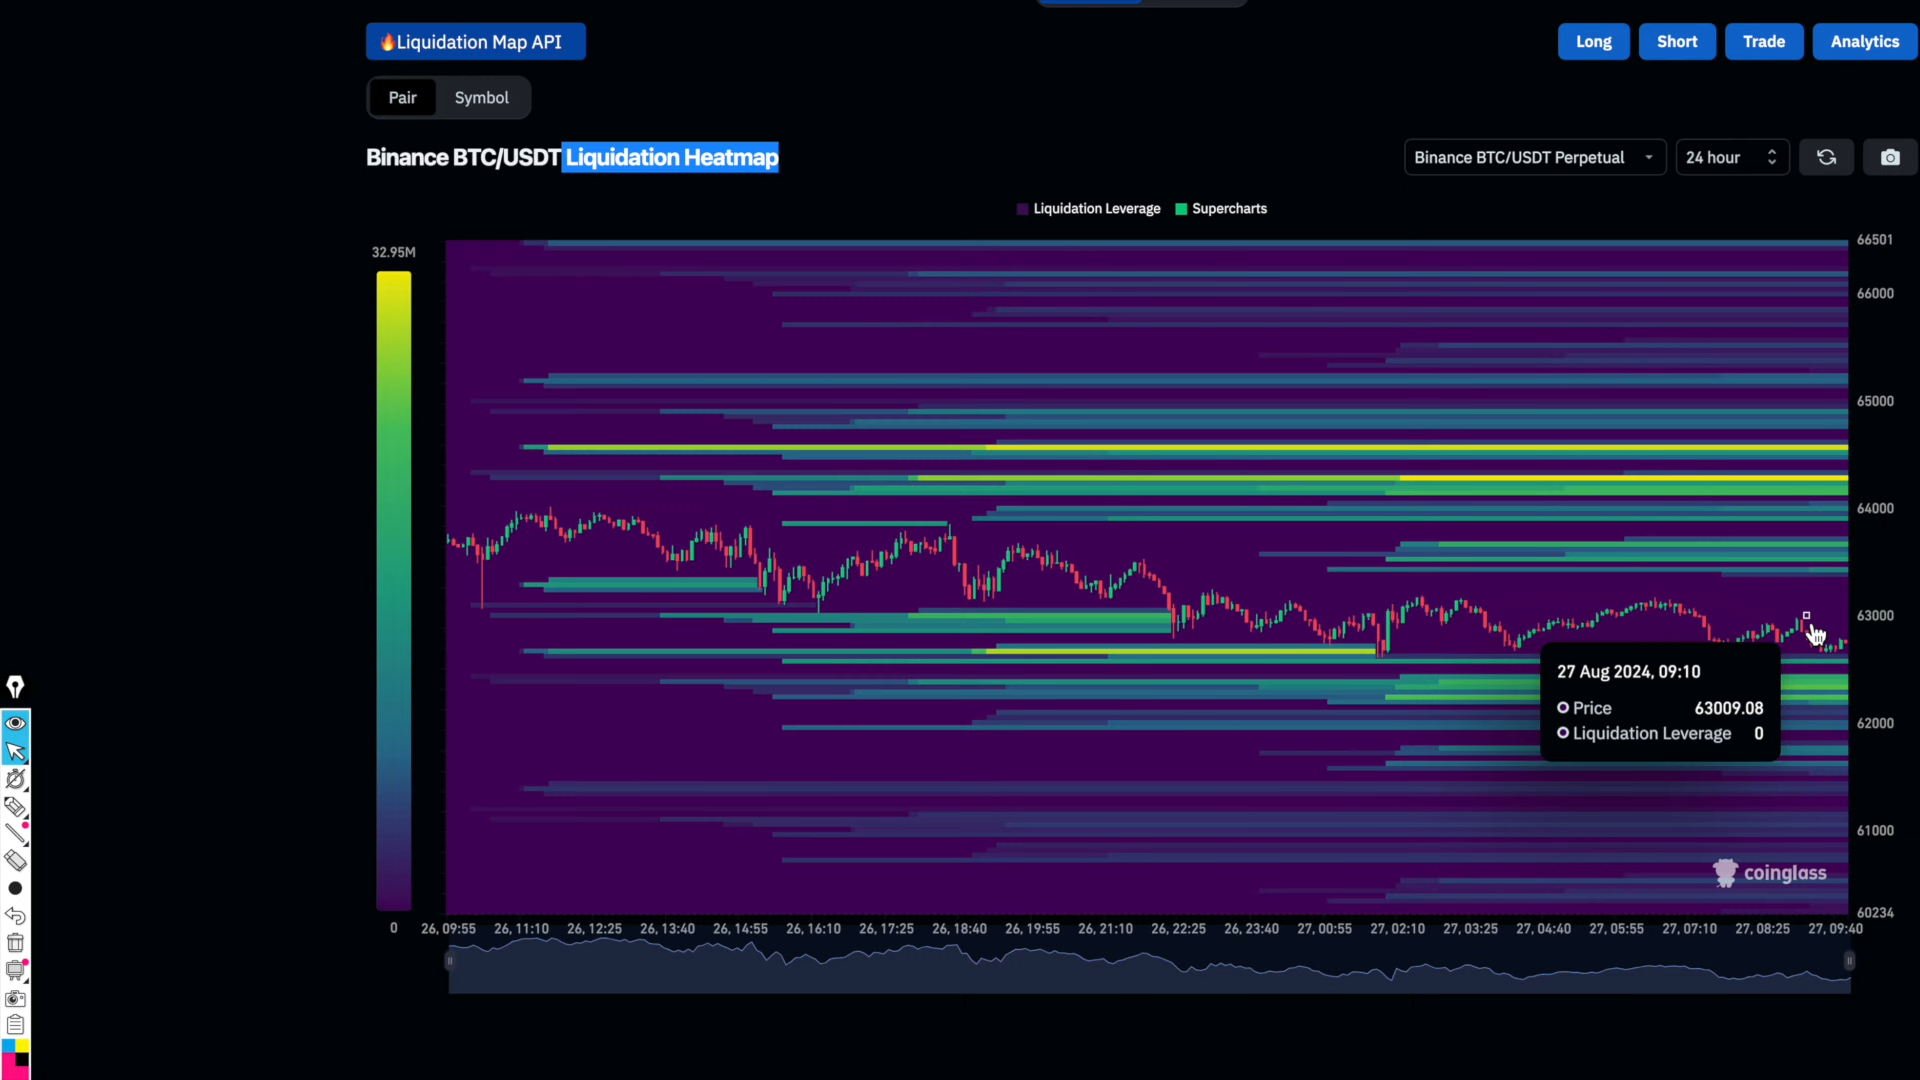 🔥Liquidation Map API
Long
Short
Trade
Analytics
Pair
Symbol
Binance BTC/USDT Liquidation Heatmap
Binance BTC/USDT Perpetual
24 hour
Liquidation Leverage
Supercharts
32.95M
0
66501
66000
65000
64000
63000
62000
61000
60234
27 Aug 2024, 09:10
Price 63009.08
Liquidation Leverage 0
coinglass
26, 09:55
26, 11:10
26, 12:25
26, 13:40
26, 14:55
26, 16:10
26, 17:25
26, 18:40
26, 19:55
26, 21:10
26, 22:25
26, 23:40
27, 00:55
27, 02:10
27, 03:25
27, 04:40
27, 05:55
27, 07:10
27, 08:25
27, 09:40